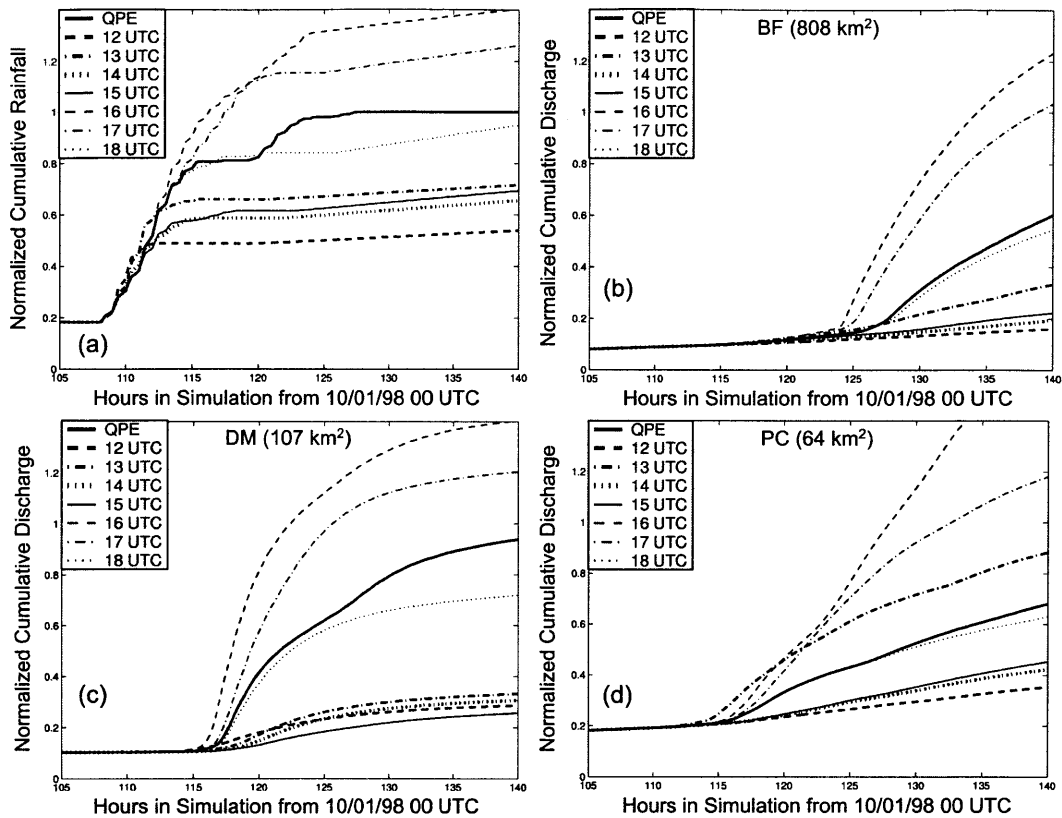 QPE
12 UTC
13 UTC
14 UTC
15 UTC
16 UTC
17 UTC
18 UTC
Normalized Cumulative Rainfall
1.2
1
0.8
0.6
0.4
0.2
0
(a)
105 110 115 120 125 130 135 140
Hours in Simulation from 10/01/98 00 UTC
BF (808 km²)
QPE
12 UTC
13 UTC
14 UTC
15 UTC
16 UTC
17 UTC
18 UTC
Normalized Cumulative Discharge
1.2
1
0.8
0.6
0.4
0.2
0
(b)
105 110 115 120 125 130 135 140
Hours in Simulation from 10/01/98 00 UTC
DM (107 km²)
QPE
12 UTC
13 UTC
14 UTC
15 UTC
16 UTC
17 UTC
18 UTC
Normalized Cumulative Discharge
1.2
1
0.8
0.6
0.4
0.2
0
(c)
105 110 115 120 125 130 135 140
Hours in Simulation from 10/01/98 00 UTC
PC (64 km²)
QPE
12 UTC
13 UTC
14 UTC
15 UTC
16 UTC
17 UTC
18 UTC
Normalized Cumulative Discharge
1.2
1
0.8
0.6
0.4
0.2
0
(d)
105 110 115 120 125 130 135 140
Hours in Simulation from 10/01/98 00 UTC